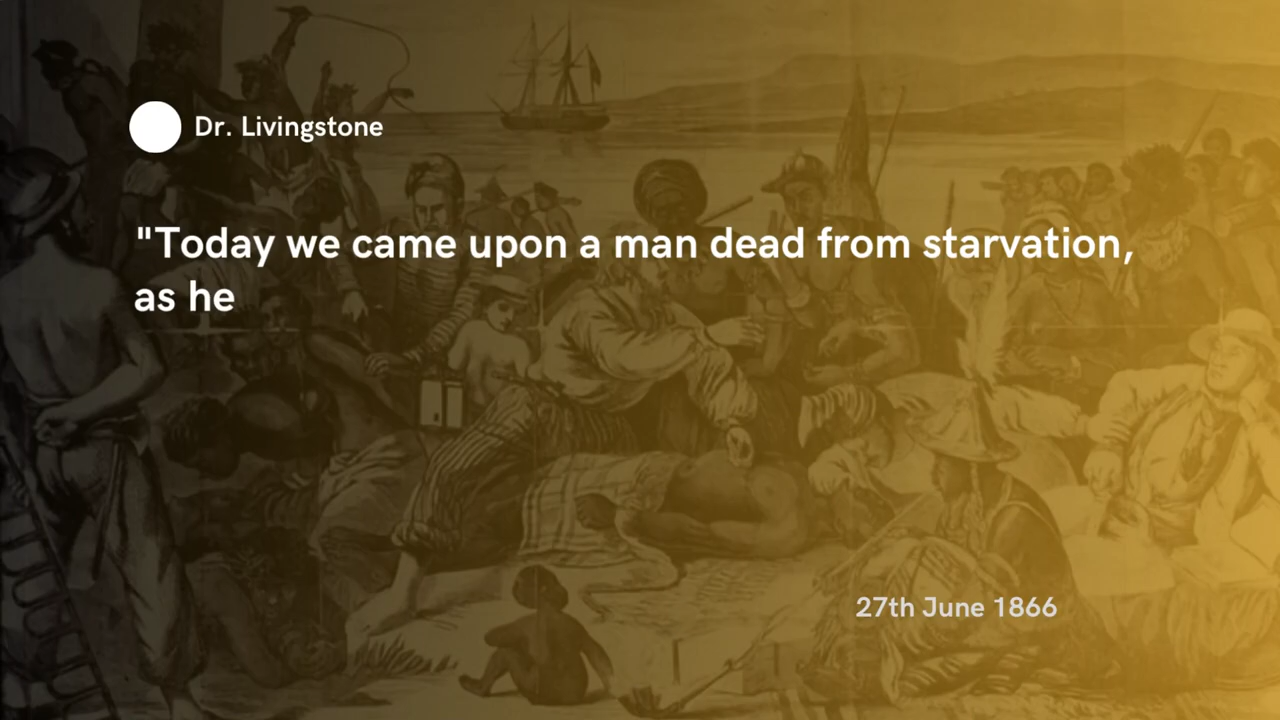 Dr. Livingstone
"Today we came upon a man dead from starvation,
as he
27th June 1866